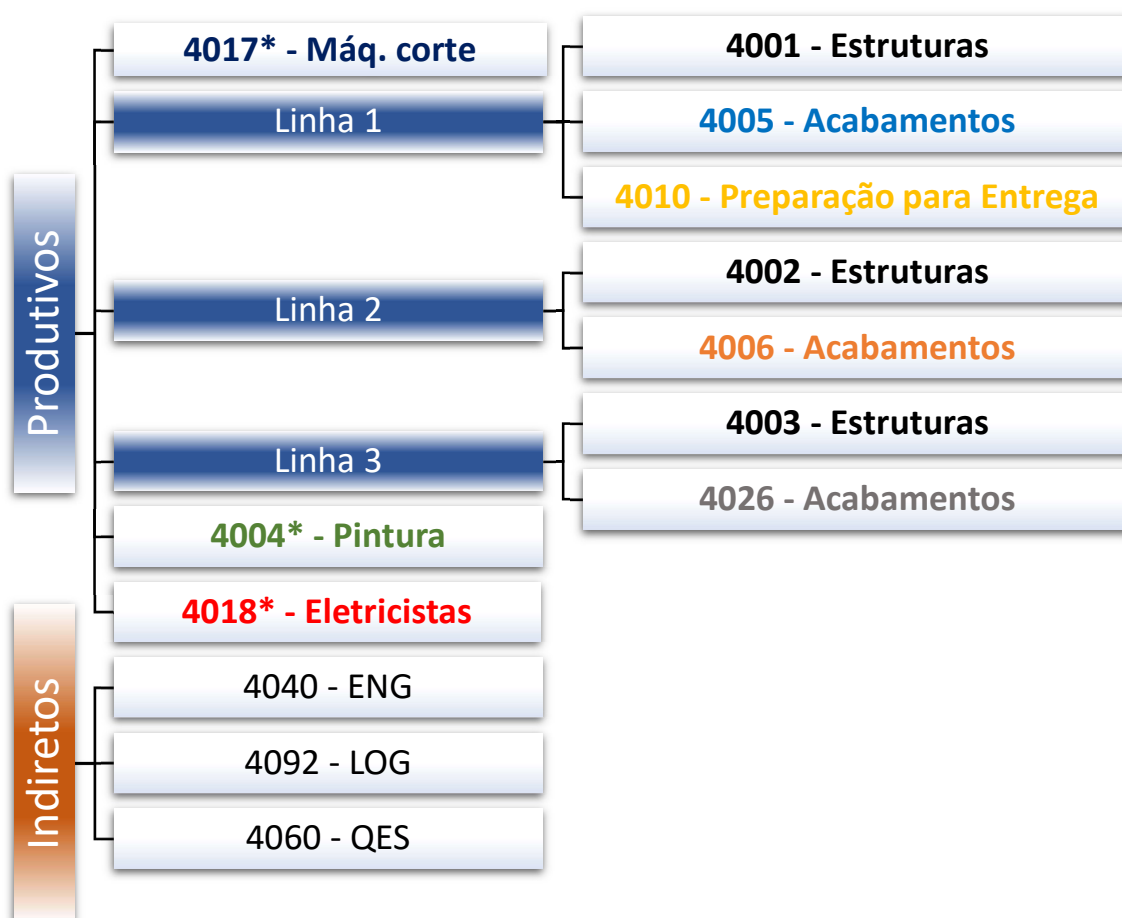 Produtivos
4017* - Máq. corte
Linha 1
4001 - Estruturas
4005 - Acabamentos
4010 - Preparação para Entrega
Linha 2
4002 - Estruturas
4006 - Acabamentos
Linha 3
4003 - Estruturas
4026 - Acabamentos
4004* - Pintura
4018* - Eletricistas
Indiretos
4040 - ENG
4092 - LOG
4060 - QES